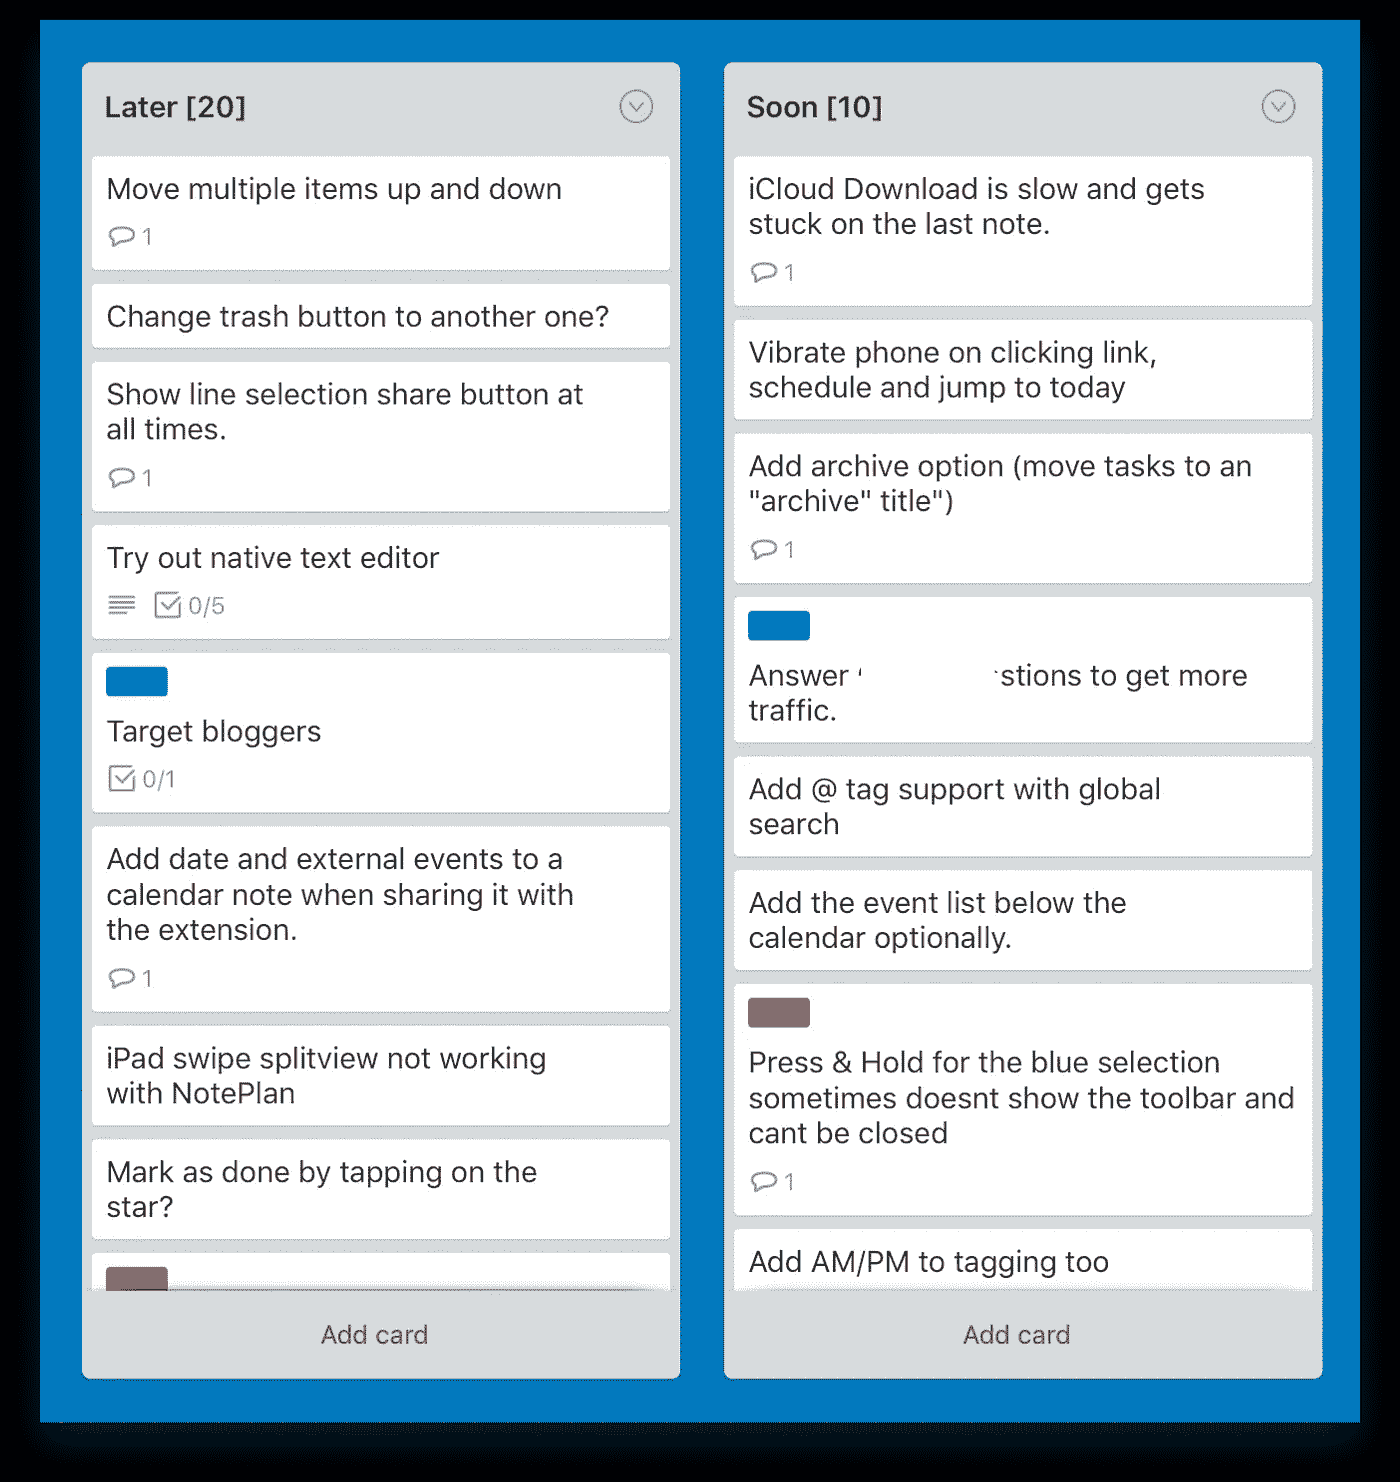 Later [20]
Move multiple items up and down
1
Change trash button to another one?
Show line selection share button at
all times.
1
Try out native text editor
0/5
Target bloggers
0/1
Add date and external events to a
calendar note when sharing it with
the extension.
1
iPad swipe splitview not working
with NotePlan
Mark as done by tapping on the
star?
Add card
Soon [10]
iCloud Download is slow and gets
stuck on the last note.
1
Vibrate phone on clicking link,
schedule and jump to today
Add archive option (move tasks to an
"archive" title")
1
Answer stions to get more
traffic.
Add @ tag support with global
search
Add the event list below the
calendar optionally.
Press & Hold for the blue selection
sometimes doesnt show the toolbar and
cant be closed
1
Add AM/PM to tagging too
Add card